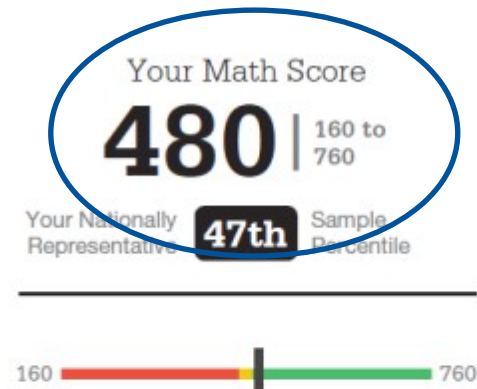 Your Math Score
480 160 to
760
Your Nationally
Representative 47th Sample
Percentile
160 760